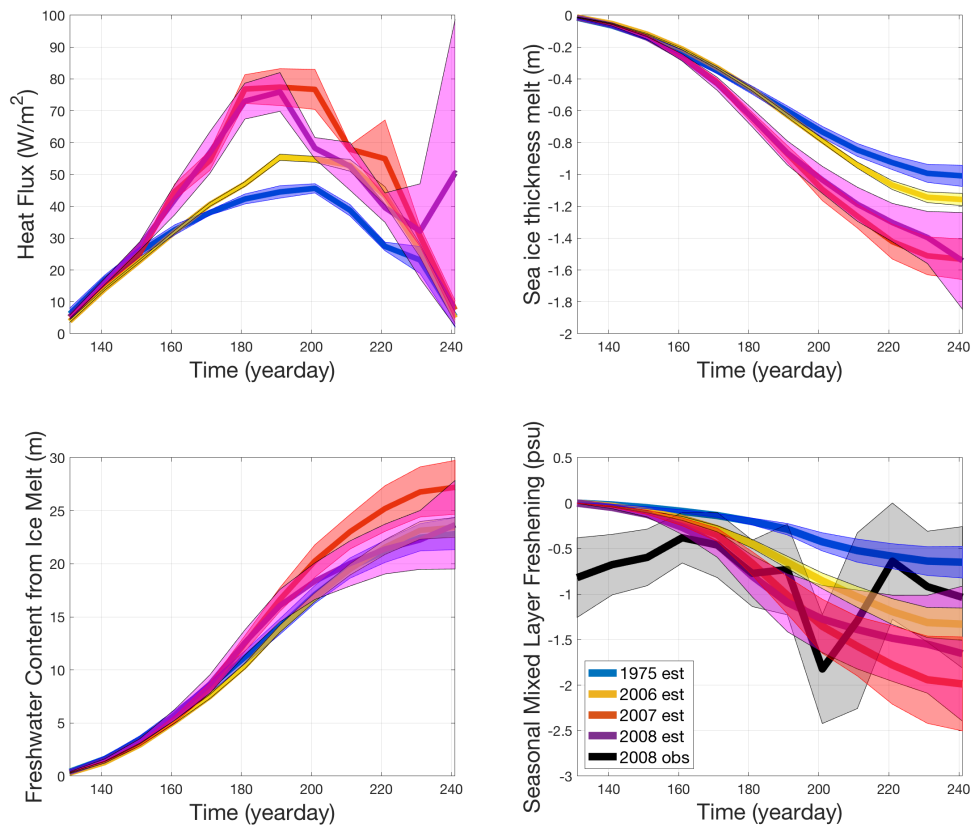 100
90
80
70
60
50
40
30
20
10
0
Heat Flux (W/m²)
140 160 180 200 220 240
Time (yearday)
0
-0.2
-0.4
-0.6
-0.8
-1
-1.2
-1.4
-1.6
-1.8
-2
Sea ice thickness melt (m)
140 160 180 200 220 240
Time (yearday)
30
25
20
15
10
5
0
Freshwater Content from Ice Melt (m)
140 160 180 200 220 240
Time (yearday)
0.5
0
-0.5
-1
-1.5
-2
-2.5
-3
Seasonal Mixed Layer Freshening (psu)
1975 est
2006 est
2007 est
2008 est
2008 obs
140 160 180 200 220 240
Time (yearday)